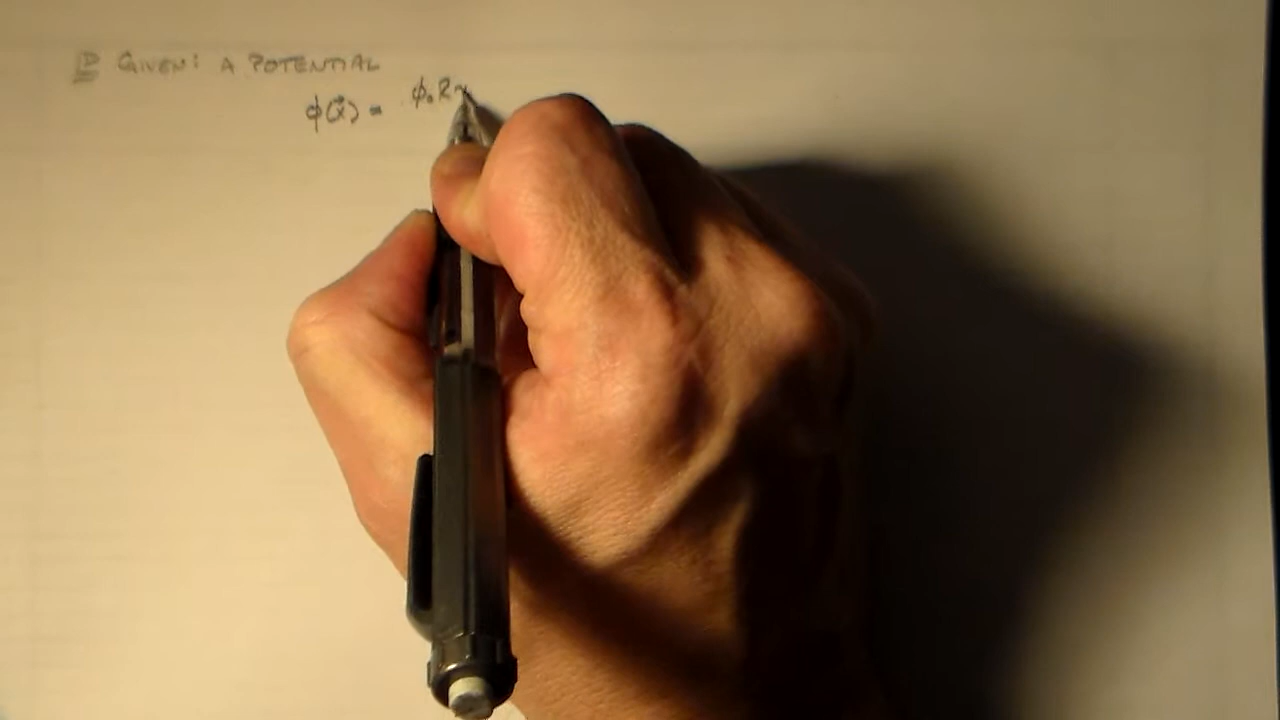 D GIVEN: A POTENTIAL
ϕ(x⃗) = ϕ₀R